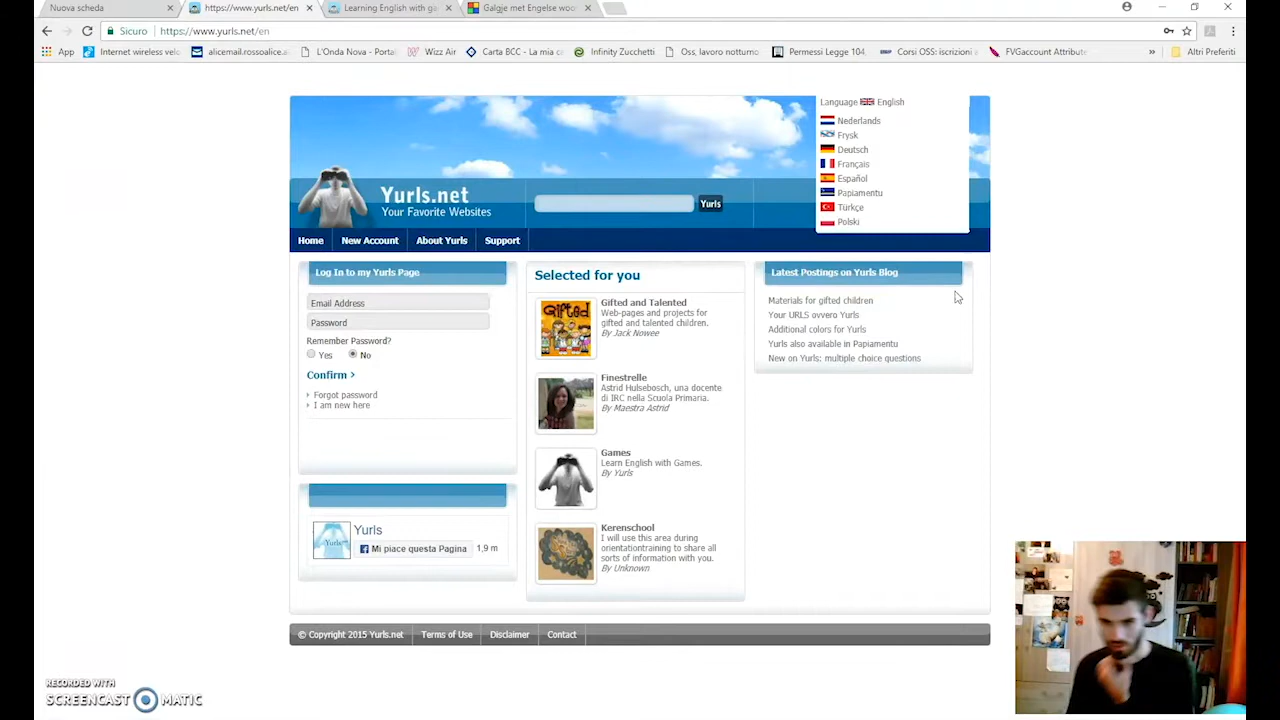 Nuova scheda
https://www.yurls.net/en
Learning English with ga
Galgje met Engelse woo
Sicuro
https://www.yurls.net/en
App
Internet wireless velo
alicemail.rossoalice.
L'Onda Nova - Portal
Wizz Air
Carta BCC - La mia c
Infinity Zucchetti
Oss, lavoro notturno
Permessi Legge 104,
Corsi OSS: iscrizioni
FVGaccount Attribute
»
Altri Preferiti
Language English
Nederlands
Frysk
Deutsch
Français
Español
Papiamentu
Türkçe
Polski
Yurls.net
Your Favorite Websites
Yurls
Home
New Account
About Yurls
Support
Log In to my Yurls Page
Email Address
Password
Remember Password?
Yes No
Confirm >
Forgot password
I am new here
Yurls
Yurls
Mi piace questa Pagina
1,9 m
Selected for you
Gifted and Talented
Web-pages and projects for
gifted and talented children.
By Jack Nowee
Gifted
Finestrelle
Astrid Hulsebosch, una docente
di IRC nella Scuola Primaria.
By Maestra Astrid
Games
Learn English with Games.
By Yurls
Kerenschool
I will use this area during
orientationtraining to share all
sorts of information with you.
By Unknown
Latest Postings on Yurls Blog
Materials for gifted children
Your URLS ovvero Yurls
Additional colors for Yurls
Yurls also available in Papiamentu
New on Yurls: multiple choice questions
© Copyright 2015 Yurls.net
Terms of Use
Disclaimer
Contact
RECORDED WITH
SCREENCAST MATIC